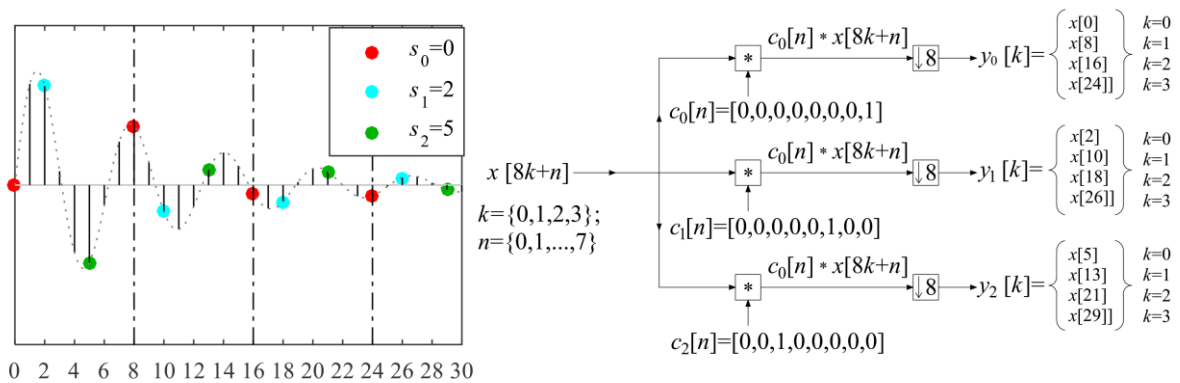 s₀=0
s₁=2
s₂=5
0 2 4 6 8 10 12 14 16 18 20 22 24 26 28 30
x [8k+n]
k={0,1,2,3};
n={0,1,...,7}
c₀[n]*x[8k+n]
*
↓8
y₀ [k]=
x[0] k=0
x[8] k=1
x[16] k=2
x[24]] k=3
c₀[n]=[0,0,0,0,0,0,0,1]
c₀[n]*x[8k+n]
*
↓8
y₁ [k]=
x[2] k=0
x[10] k=1
x[18] k=2
x[26]] k=3
c₁[n]=[0,0,0,0,0,1,0,0]
c₀[n]*x[8k+n]
*
↓8
y₂ [k]=
x[5] k=0
x[13] k=1
x[21] k=2
x[29]] k=3
c₂[n]=[0,0,1,0,0,0,0,0]